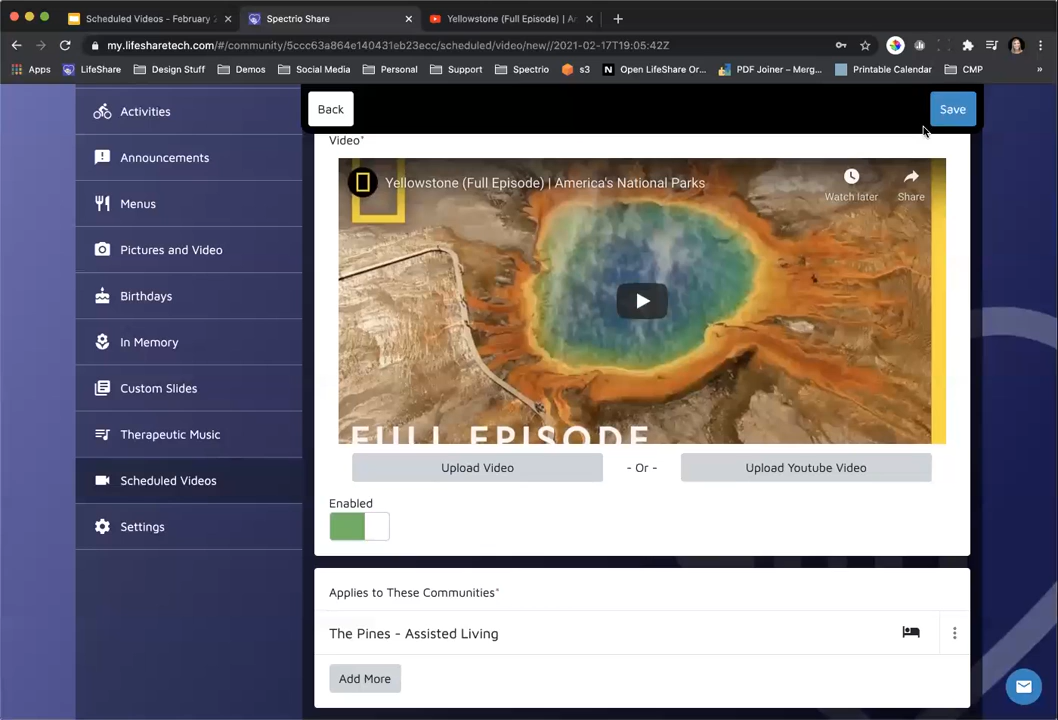 Scheduled Videos - February 2
Spectrio Share
Yellowstone (Full Episode) | A
my.lifesharetech.com/#/community/5ccc63a864e140431eb23ecc/scheduled/video/new//2021-02-17T19:05:42Z
Apps
LifeShare
Design Stuff
Demos
Social Media
Personal
Support
Spectrio
s3
Open LifeShare Or...
PDF Joiner – Merg...
Printable Calendar
CMP
»
Activities
Announcements
Menus
Pictures and Video
Birthdays
In Memory
Custom Slides
Therapeutic Music
Scheduled Videos
Settings
Back
Save
Video*
Yellowstone (Full Episode) | America's National Parks
Watch later
Share
FULL EPISODE
Upload Video
- Or -
Upload Youtube Video
Enabled
Applies to These Communities*
The Pines - Assisted Living
Add More